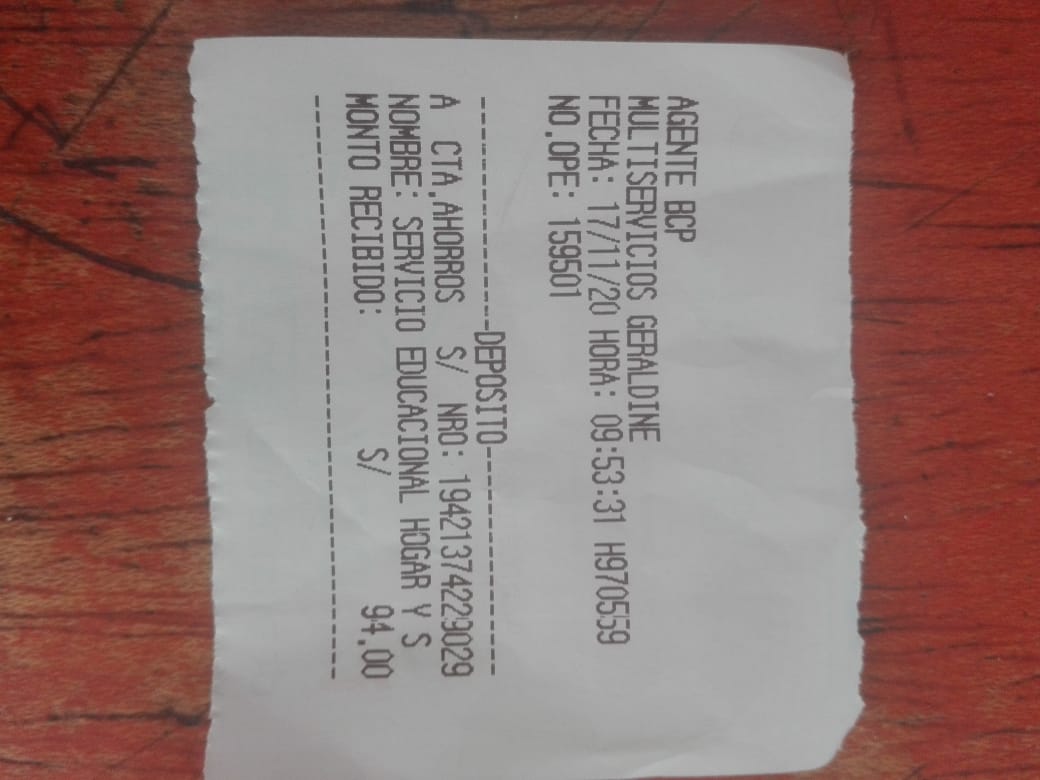 AGENTE BCP
MULTISERVICIOS GERALDINE
FECHA: 17/11/20 HORA: 09:53:31 H970559
NO.OPE: 159501
----------------DEPOSITO----------------
A CTA.AHORROS S/ NRO: 19421374229029
NOMBRE: SERVICIO EDUCACIONAL HOGAR Y S
MONTO RECIBIDO: S/ 94.00
----------------------------------------